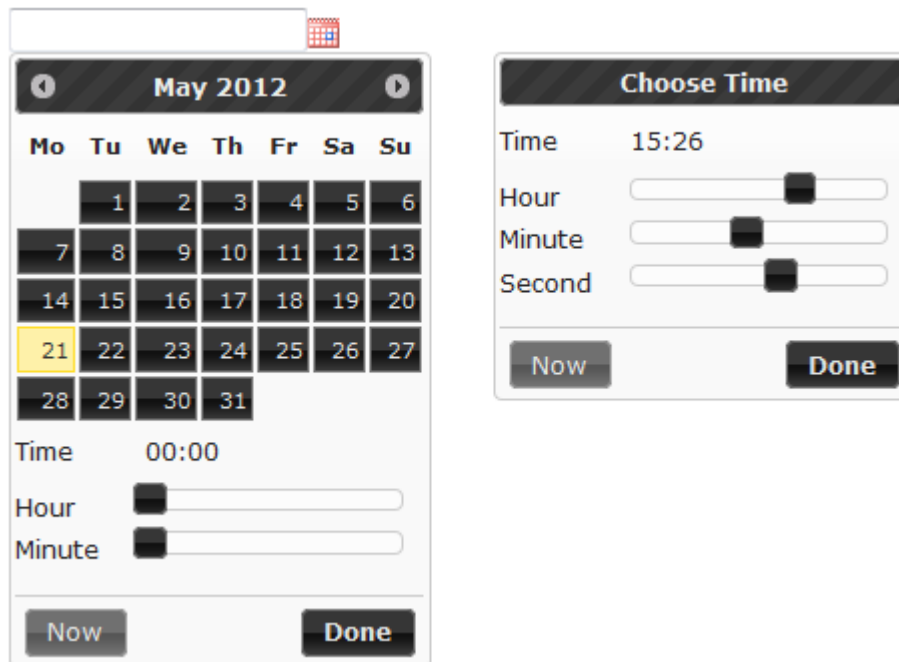 May 2012
Mo Tu We Th Fr Sa Su
1 2 3 4 5 6
7 8 9 10 11 12 13
14 15 16 17 18 19 20
21 22 23 24 25 26 27
28 29 30 31
Time 00:00
Hour
Minute
Now Done
Choose Time
Time 15:26
Hour
Minute
Second
Now Done